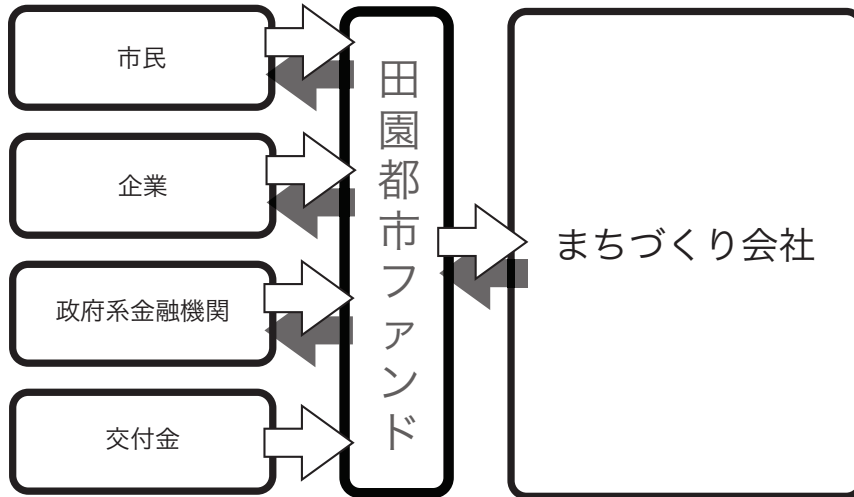 市民
企業
政府系金融機関
交付金
田園都市ファンド
まちづくり会社